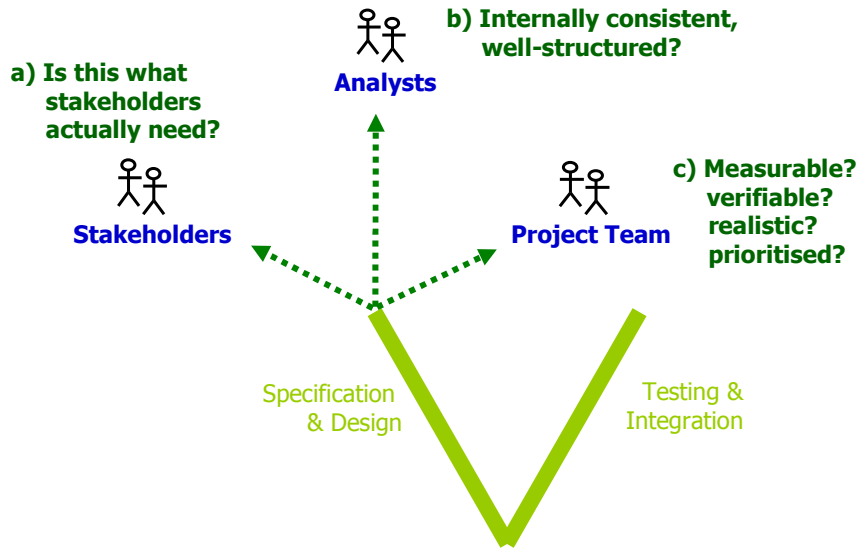 a) Is this what
stakeholders
actually need?
Stakeholders
Analysts
b) Internally consistent,
well-structured?
Project Team
c) Measurable?
verifiable?
realistic?
prioritised?
Specification
& Design
Testing &
Integration